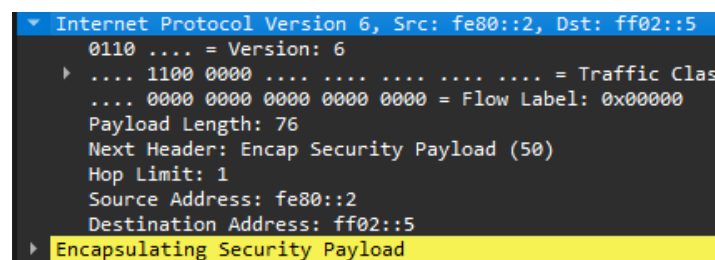 Internet Protocol Version 6, Src: fe80::2, Dst: ff02::5
0110 .... = Version: 6
.... 1100 0000 .... .... .... .... .... = Traffic Clas
.... 0000 0000 0000 0000 0000 = Flow Label: 0x00000
Payload Length: 76
Next Header: Encap Security Payload (50)
Hop Limit: 1
Source Address: fe80::2
Destination Address: ff02::5
Encapsulating Security Payload